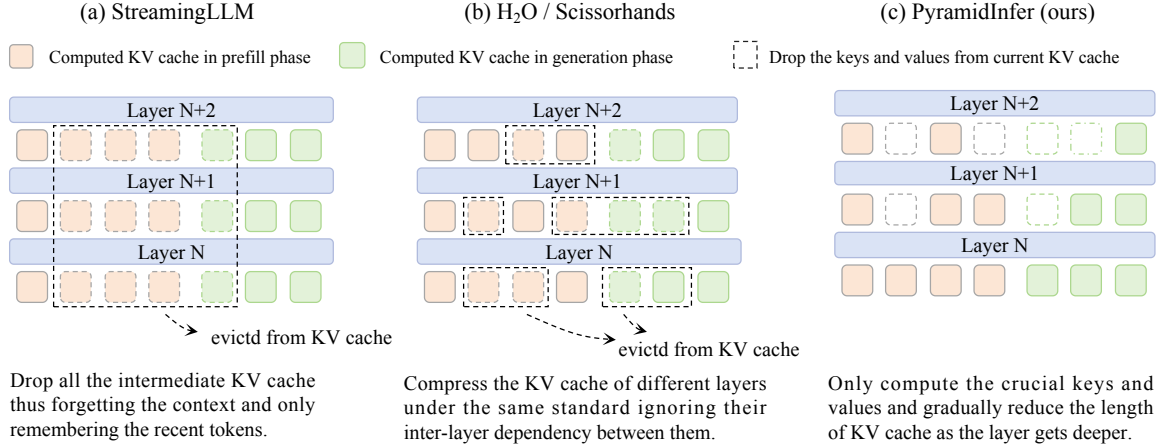 (a) StreamingLLM
(b) H₂O / Scissorhands
(c) PyramidInfer (ours)
Computed KV cache in prefill phase
Computed KV cache in generation phase
Drop the keys and values from current KV cache
Layer N+2
Layer N+1
Layer N
evictd from KV cache
Drop all the intermediate KV cache
thus forgetting the context and only
remembering the recent tokens.
Layer N+2
Layer N+1
Layer N
evictd from KV cache
Compress the KV cache of different layers
under the same standard ignoring their
inter-layer dependency between them.
Layer N+2
Layer N+1
Layer N
Only compute the crucial keys and
values and gradually reduce the length
of KV cache as the layer gets deeper.